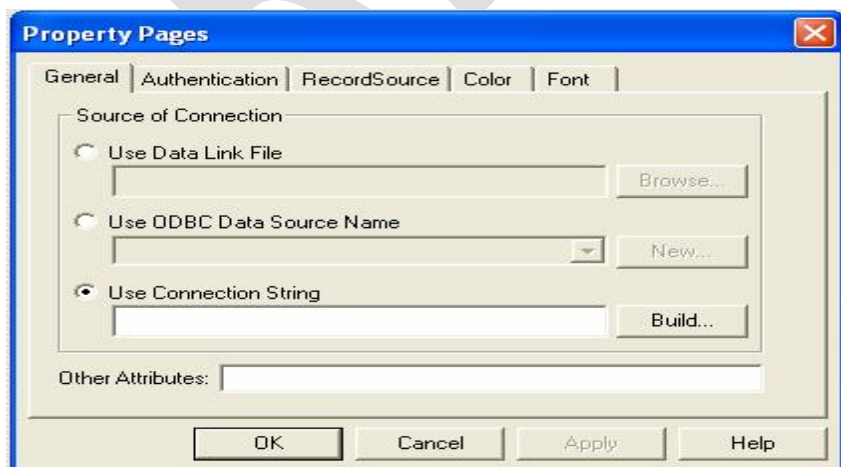 Property Pages
General Authentication RecordSource Color Font
Source of Connection
Use Data Link File
Browse...
Use ODBC Data Source Name
New...
Use Connection String
Build...
Other Attributes:
OK Cancel Apply Help